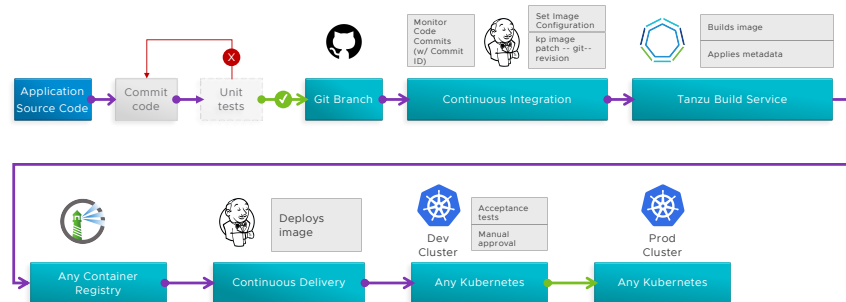 Monitor
Code
Commits
(w/ Commit
ID)
Set Image
Configuration
kp image
patch -- git--
revision
Builds image
Applies metadata
X
Application
Source Code
Commit
code
Unit
tests
Git Branch
Continuous Integration
Tanzu Build Service
Deploys
image
Dev
Cluster
Acceptance
tests
Manual
approval
Prod
Cluster
Any Container
Registry
Continuous Delivery
Any Kubernetes
Any Kubernetes